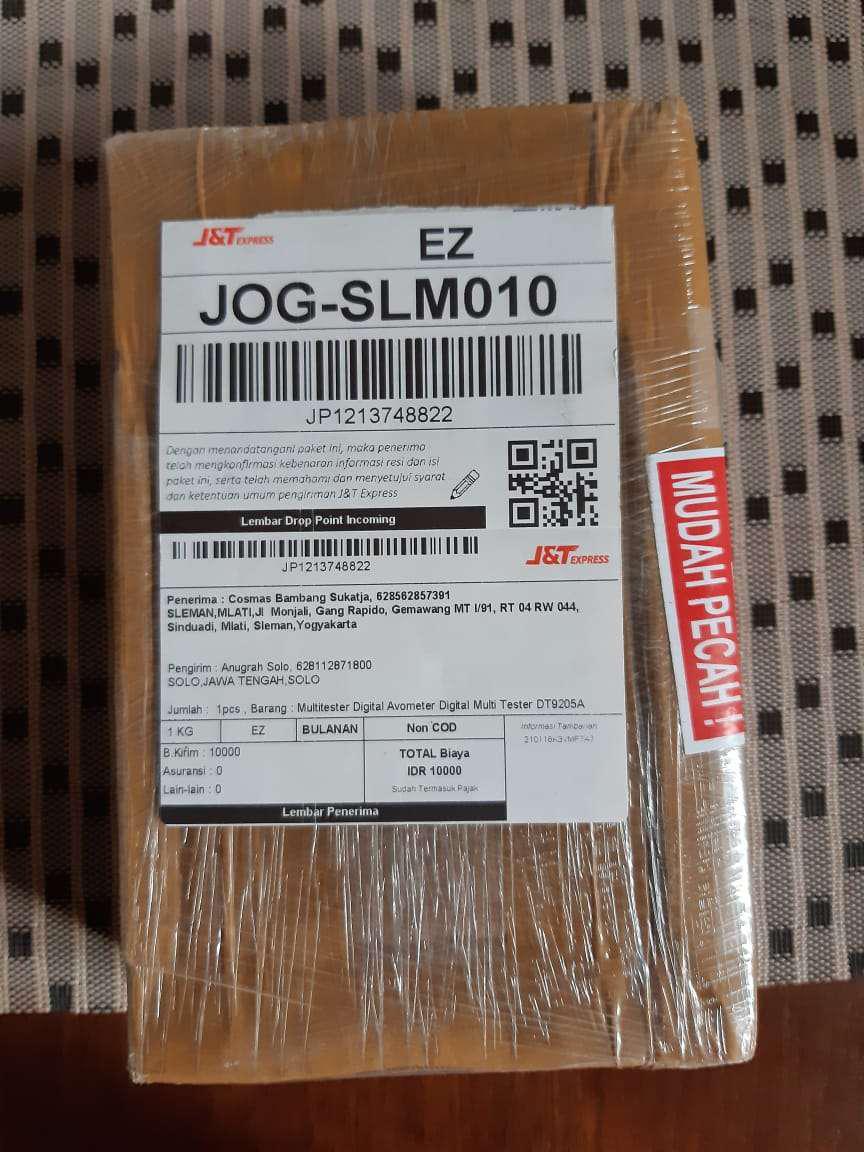 J&T EXPRESS
EZ
JOG-SLM010
JP1213748822
Dengan menandatangani paket ini, maka penerima
telah mengkonfirmasi kebenaran informasi resi dan isi
paket ini, serta telah memahami dan menyetujui syarat
dan ketentuan umum pengiriman J&T Express
Lembar Drop Point Incoming
JP1213748822
J&T EXPRESS
Penerima : Cosmas Bambang Sukatja, 628562857391
SLEMAN,MLATI,Jl Monjali, Gang Rapido, Gemawang MT I/91, RT 04 RW 044,
Sinduadi, Mlati, Sleman,Yogyakarta
Pengirim : Anugrah Solo, 628112871800
SOLO,JAWA TENGAH,SOLO
Jumlah : 1pcs , Barang : Multitester Digital Avometer Digital Multi Tester DT9205A
1 KG EZ BULANAN Non COD
Informasi Tambahan
B.Kirim : 10000
Asuransi : 0
Lain-lain : 0
TOTAL Biaya
IDR 10000
Sudah Termasuk Pajak
Lembar Penerima
MUDAH PECAH !